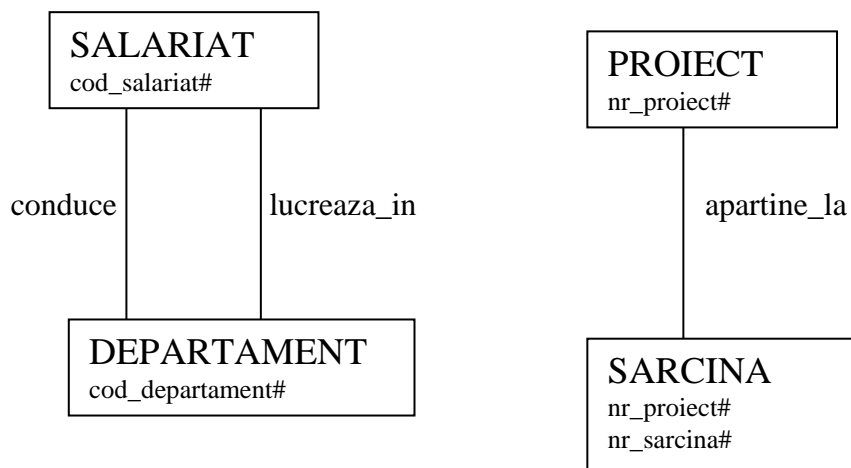 SALARIAT
cod_salariat#
conduce
lucreaza_in
DEPARTAMENT
cod_departament#
PROIECT
nr_proiect#
apartine_la
SARCINA
nr_proiect#
nr_sarcina#